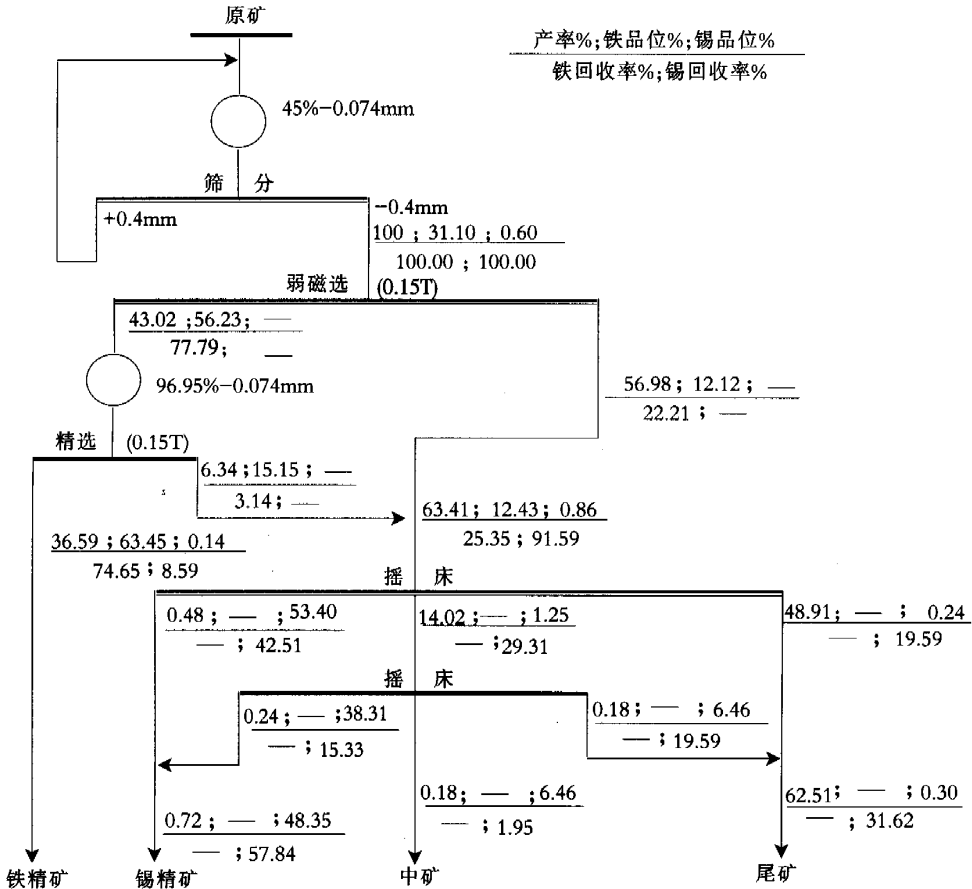 原矿
产率%;铁品位%;锡品位%
铁回收率%;锡回收率%
45%-0.074mm
筛 分
+0.4mm
-0.4mm
100 ; 31.10 ; 0.60
100.00 ; 100.00
弱磁选 (0.15T)
43.02 ;56.23; —
77.79; —
96.95%-0.074mm
56.98; 12.12; —
22.21 ; —
精选 (0.15T)
6.34 ;15.15; —
3.14; —
63.41; 12.43; 0.86
25.35 ; 91.59
36.59 ; 63.45 ; 0.14
74.65 ; 8.59
摇 床
0.48 ; — ;53.40
— ; 42.51
14.02 ;— ;1.25
— ;29.31
48.91; — ; 0.24
— ; 19.59
摇 床
0.24 ; — ;38.31
— ; 15.33
0.18 ; — ; 6.46
— ; 19.59
0.72 ; — ;48.35
— ;57.84
0.18; — ;6.46
— ; 1.95
62.51; — ; 0.30
— ; 31.62
铁精矿
锡精矿
中矿
尾矿